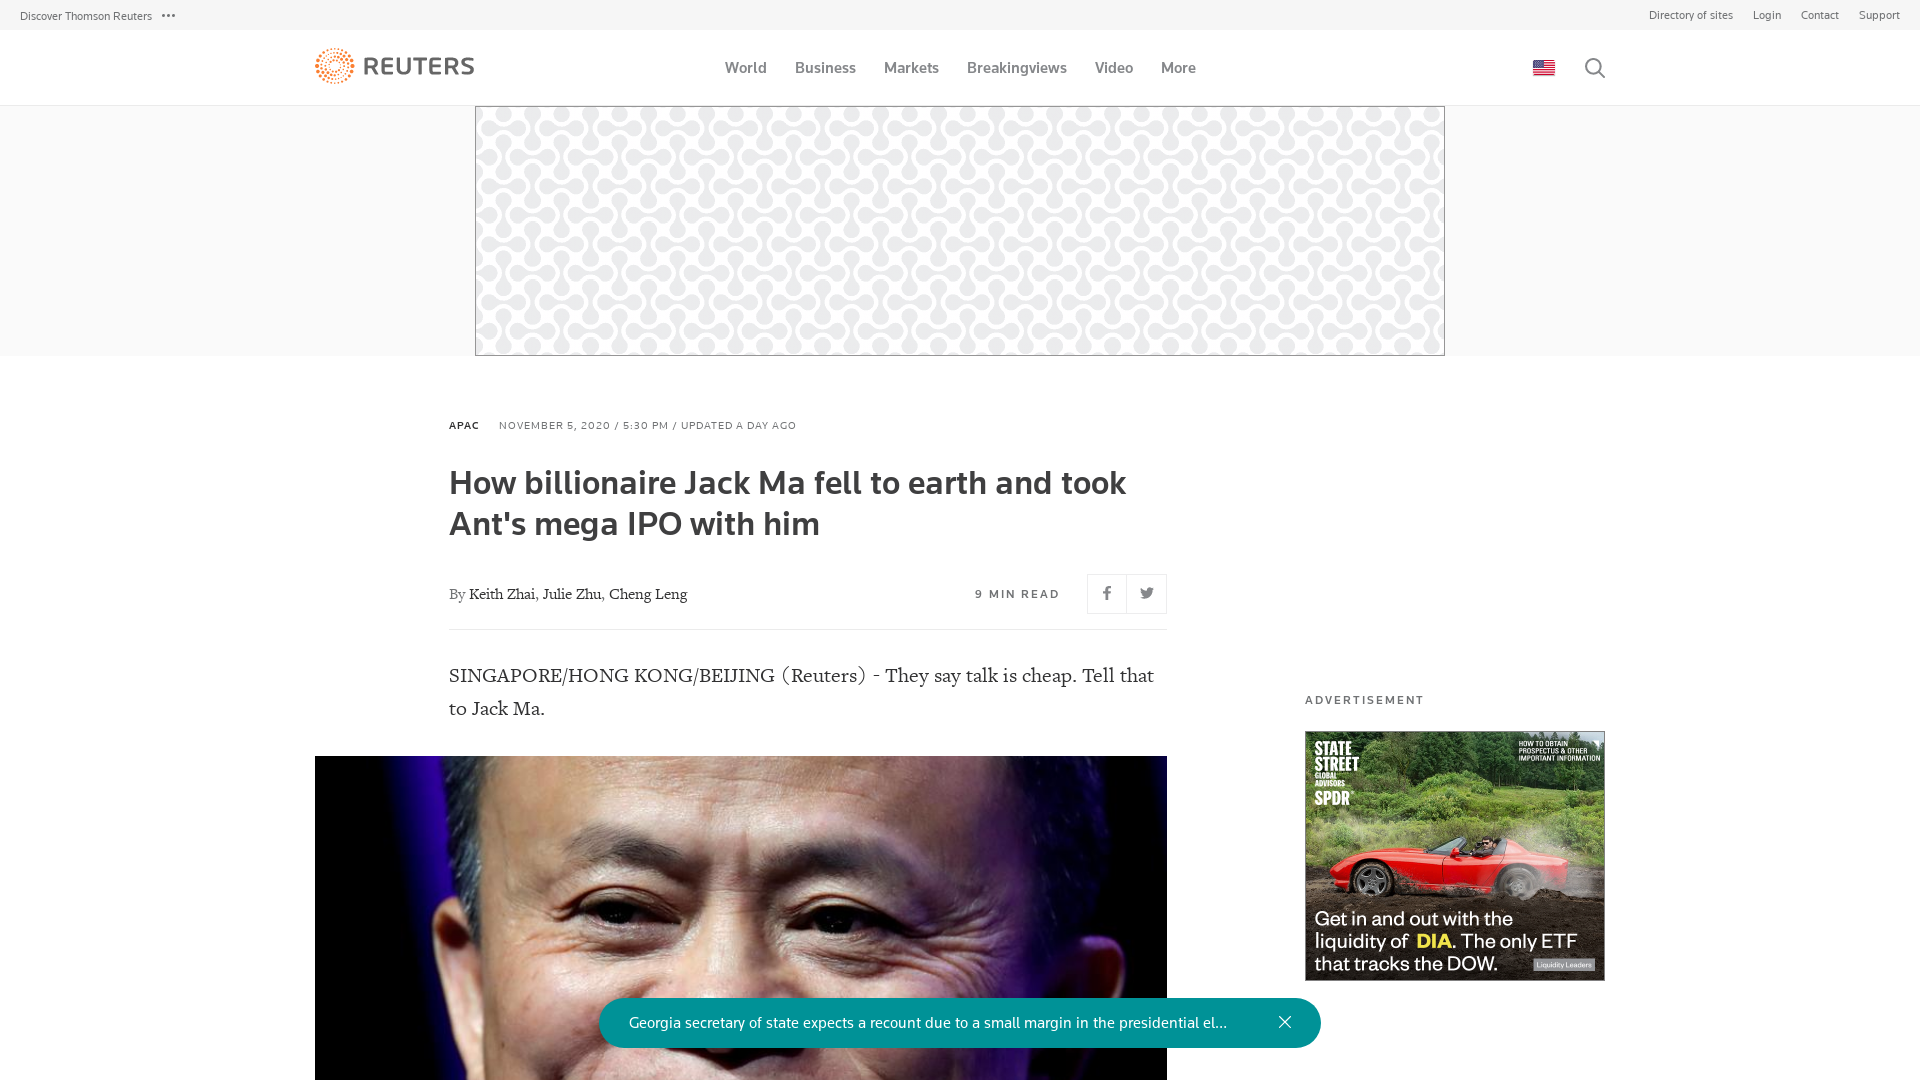 Discover Thomson Reuters
Directory of sites
Login
Contact
Support
REUTERS
World
Business
Markets
Breakingviews
Video
More
APAC
NOVEMBER 5, 2020 / 5:30 PM / UPDATED A DAY AGO
How billionaire Jack Ma fell to earth and took
Ant's mega IPO with him
By Keith Zhai, Julie Zhu, Cheng Leng
9 MIN READ
SINGAPORE/HONG KONG/BEIJING (Reuters) - They say talk is cheap. Tell that
to Jack Ma.
ADVERTISEMENT
STATE
STREET
GLOBAL
ADVISORS
SPDR
HOW TO OBTAIN
PROSPECTUS & OTHER
IMPORTANT INFORMATION
Get in and out with the
liquidity of DIA. The only ETF
that tracks the DOW.
Liquidity Leaders
Georgia secretary of state expects a recount due to a small margin in the presidential el...